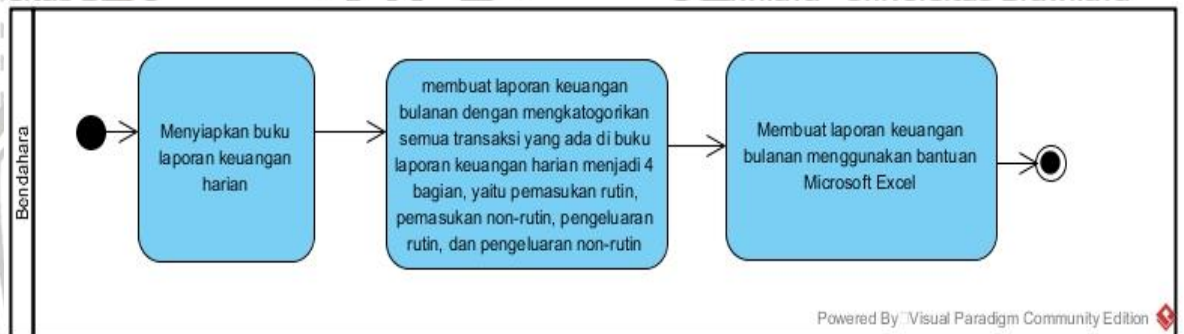 Bendahara
Menyiapkan buku
laporan keuangan
harian
membuat laporan keuangan
bulanan dengan mengkatogorikan
semua transaksi yang ada di buku
laporan keuangan harian menjadi 4
bagian, yaitu pemasukan rutin,
pemasukan non-rutin, pengeluaran
rutin, dan pengeluaran non-rutin
Membuat laporan keuangan
bulanan menggunakan bantuan
Microsoft Excel
Powered By Visual Paradigm Community Edition